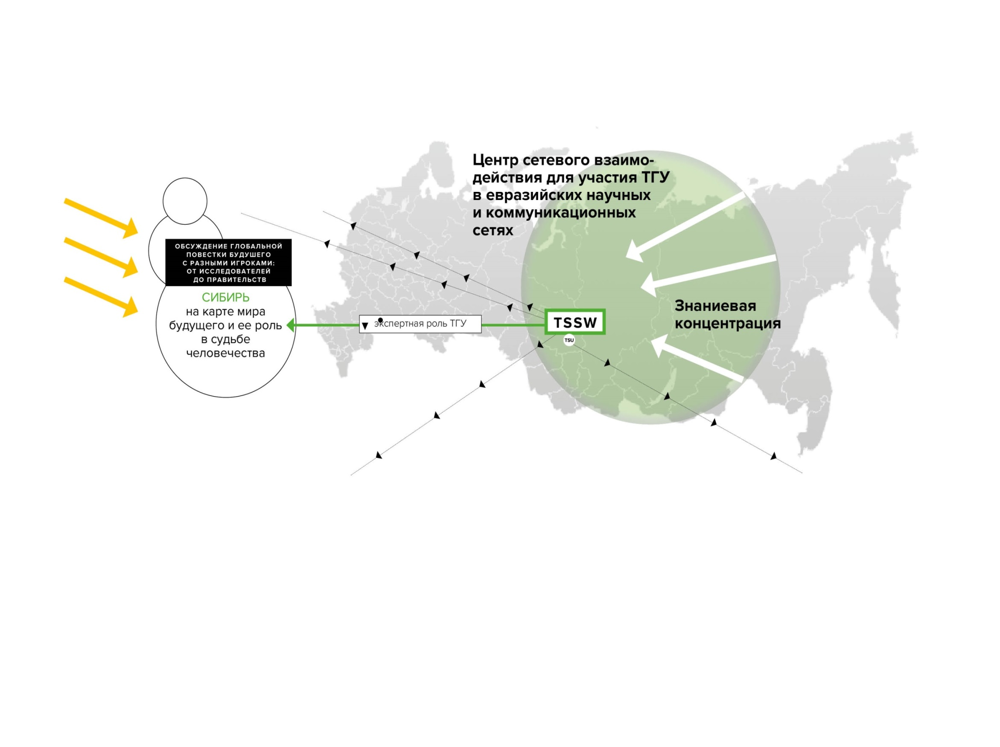 Центр сетевого взаимо-
действия для участия ТГУ
в евразийских научных
и коммуникационных
сетях
ОБСУЖДЕНИЕ ГЛОБАЛЬНОЙ
ПОВЕСТКИ БУДУЩЕГО
С РАЗНЫМИ ИГРОКАМИ:
ОТ ИССЛЕДОВАТЕЛЕЙ
ДО ПРАВИТЕЛЬСТВ
СИБИРЬ
на карте мира
будущего и ее роль
в судьбе
человечества
экспертная роль ТГУ
TSSW
TSU
Знаниевая
концентрация